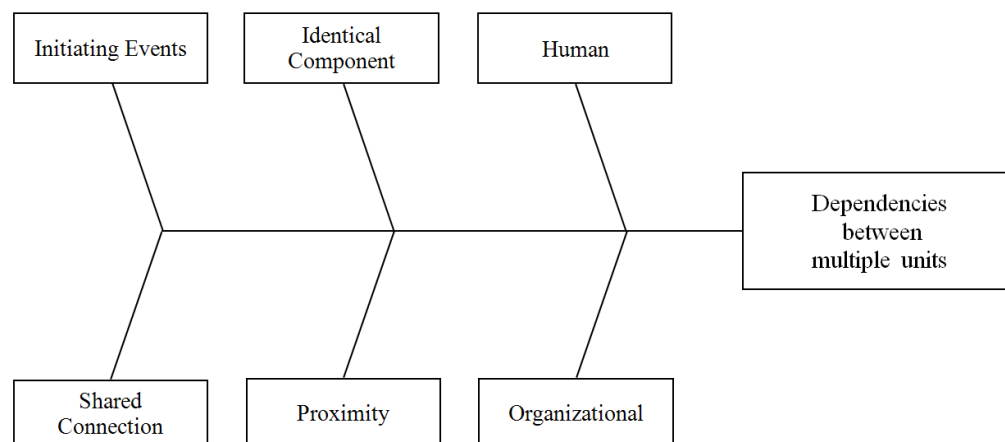 Initiating Events
Identical
Component
Human
Dependencies
between
multiple units
Shared
Connection
Proximity
Organizational